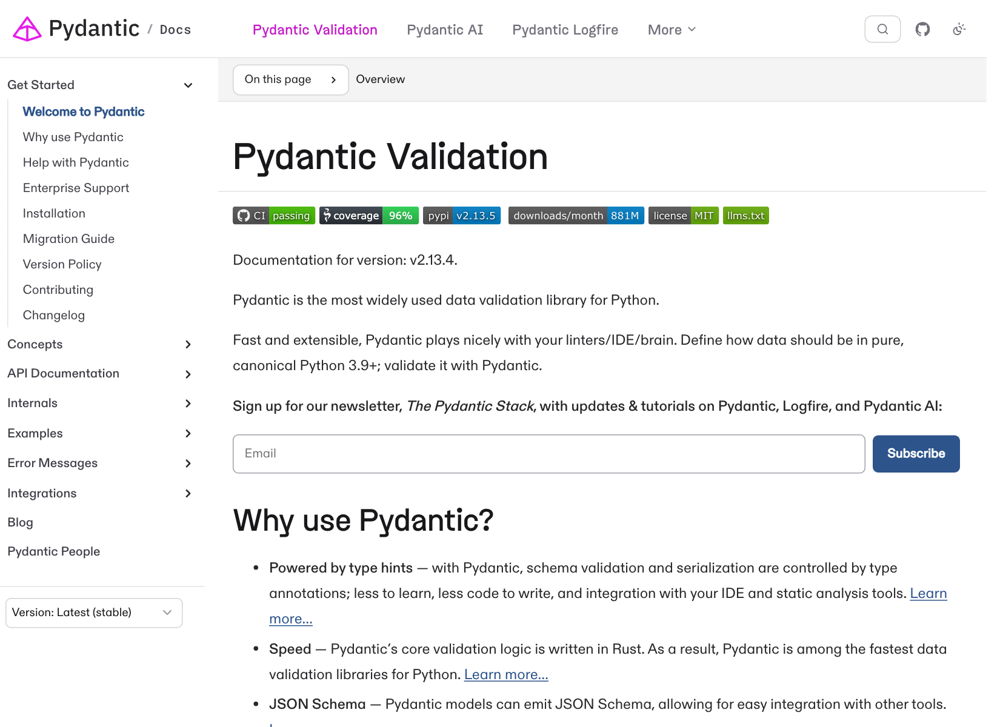 Pydantic / Docs
Pydantic Validation
Pydantic AI
Pydantic Logfire
More
Get Started
Welcome to Pydantic
Why use Pydantic
Help with Pydantic
Enterprise Support
Installation
Migration Guide
Version Policy
Contributing
Changelog
Concepts
API Documentation
Internals
Examples
Error Messages
Integrations
Blog
Pydantic People
Version: Latest (stable)
On this page
Overview
Pydantic Validation
CI passing coverage 96% pypi v2.13.5 downloads/month 881M license MIT llms.txt
Documentation for version: v2.13.4.
Pydantic is the most widely used data validation library for Python.
Fast and extensible, Pydantic plays nicely with your linters/IDE/brain. Define how data should be in pure,
canonical Python 3.9+; validate it with Pydantic.
Sign up for our newsletter, The Pydantic Stack, with updates & tutorials on Pydantic, Logfire, and Pydantic AI:
Email
Subscribe
Why use Pydantic?
• Powered by type hints — with Pydantic, schema validation and serialization are controlled by type
annotations; less to learn, less code to write, and integration with your IDE and static analysis tools. Learn
more…
• Speed — Pydantic’s core validation logic is written in Rust. As a result, Pydantic is among the fastest data
validation libraries for Python. Learn more…
• JSON Schema — Pydantic models can emit JSON Schema, allowing for easy integration with other tools.